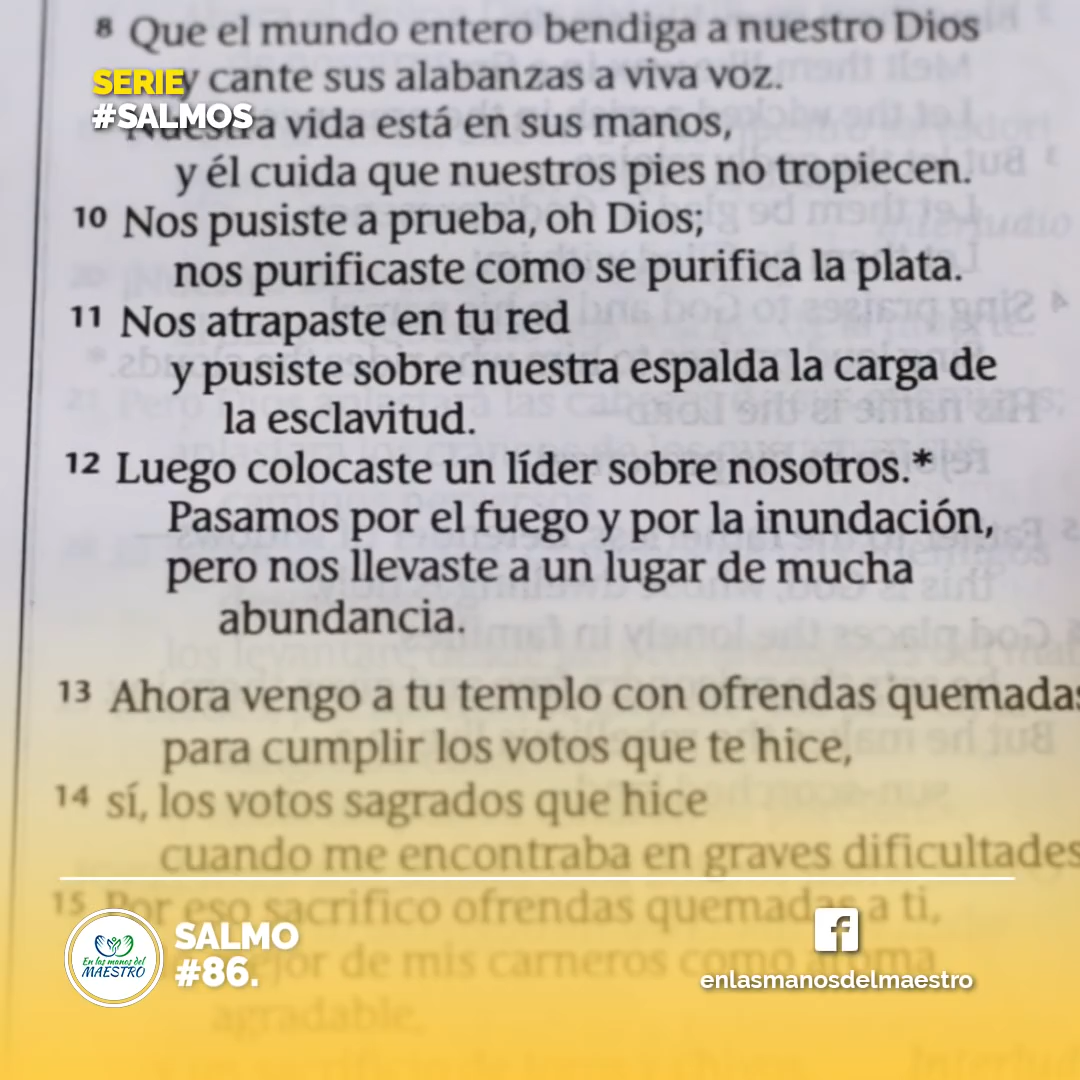 8 Que el mundo entero bendiga a nuestro Dios
y cante sus alabanzas a viva voz.
SERIE
#SALMOS
vida está en sus manos,
y él cuida que nuestros pies no tropiecen.
10 Nos pusiste a prueba, oh Dios;
nos purificaste como se purifica la plata.
11 Nos atrapaste en tu red
y pusiste sobre nuestra espalda la carga de
la esclavitud.
12 Luego colocaste un líder sobre nosotros.*
Pasamos por el fuego y por la inundación,
pero nos llevaste a un lugar de mucha
abundancia.
13 Ahora vengo a tu templo con ofrendas quemadas
para cumplir los votos que te hice,
14 sí, los votos sagrados que hice
cuando me encontraba en graves dificultades
15 Por eso sacrifico ofrendas quemadas a ti,
de mis carneros
agradable,
En las manos del
MAESTRO
SALMO
#86.
enlasmanosdelmaestro